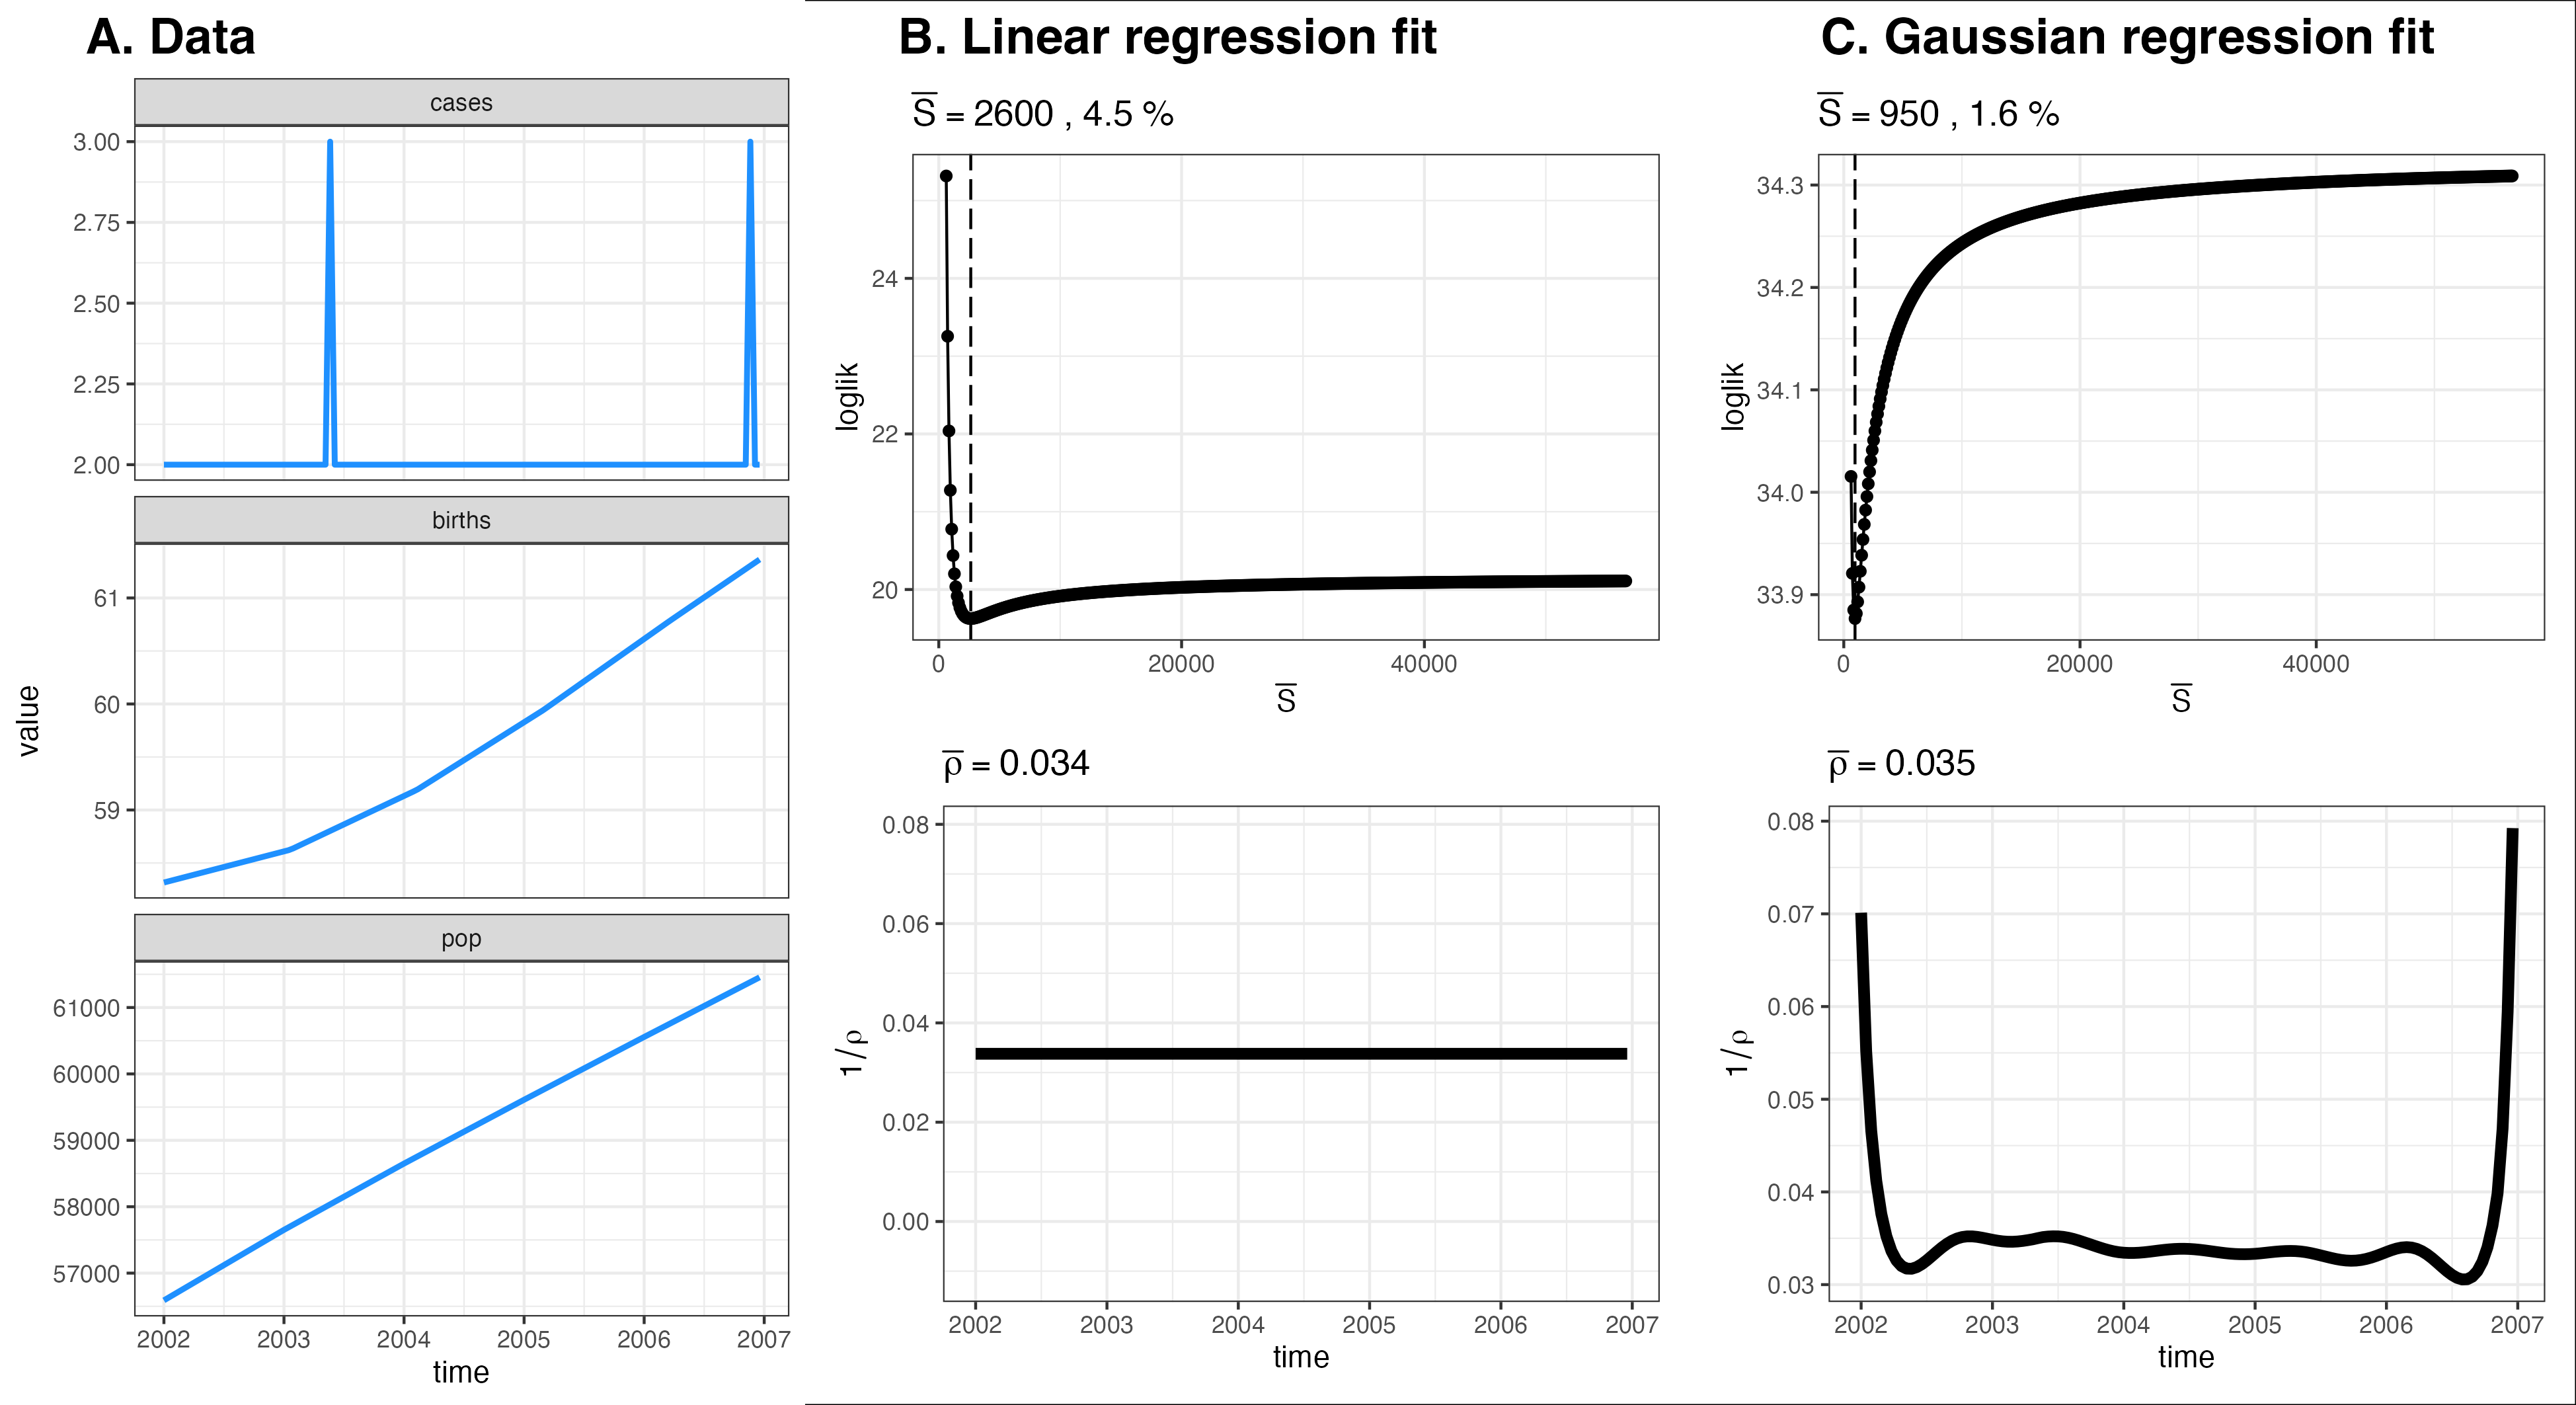 A. Data
cases
3.00
2.75
2.50
2.25
2.00
births
61
60
59
pop
61000
60000
59000
58000
57000
2002 2003 2004 2005 2006 2007
time
value
B. Linear regression fit
S̅ = 2600 , 4.5 %
24
22
20
loglik
0 20000 40000
S̅
ρ̅ = 0.034
0.08
0.06
0.04
0.02
0.00
1/ρ
2002 2003 2004 2005 2006 2007
time
C. Gaussian regression fit
S̅ = 950 , 1.6 %
34.3
34.2
34.1
34.0
33.9
loglik
0 20000 40000
S̅
ρ̅ = 0.035
0.08
0.07
0.06
0.05
0.04
0.03
1/ρ
2002 2003 2004 2005 2006 2007
time